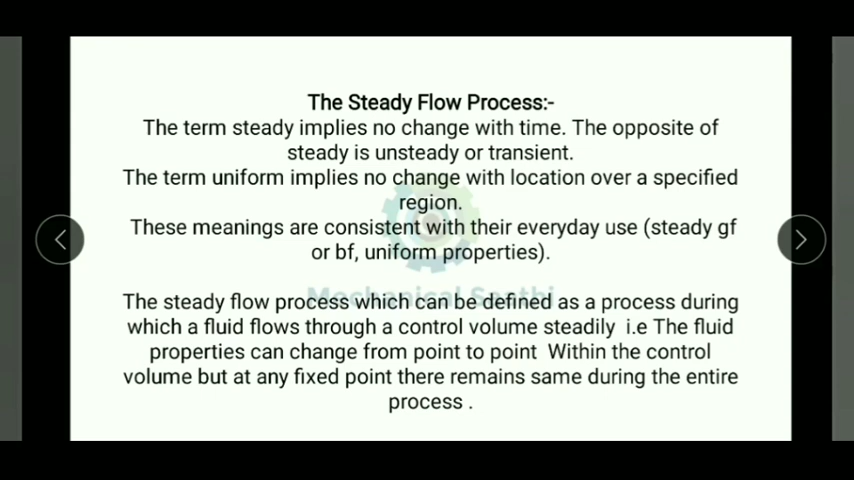 The Steady Flow Process:-
The term steady implies no change with time. The opposite of
steady is unsteady or transient.
The term uniform implies no change with location over a specified
region.
These meanings are consistent with their everyday use (steady gf
or bf, uniform properties).
Mechanical Saathi
The steady flow process which can be defined as a process during
which a fluid flows through a control volume steadily i.e The fluid
properties can change from point to point Within the control
volume but at any fixed point there remains same during the entire
process .